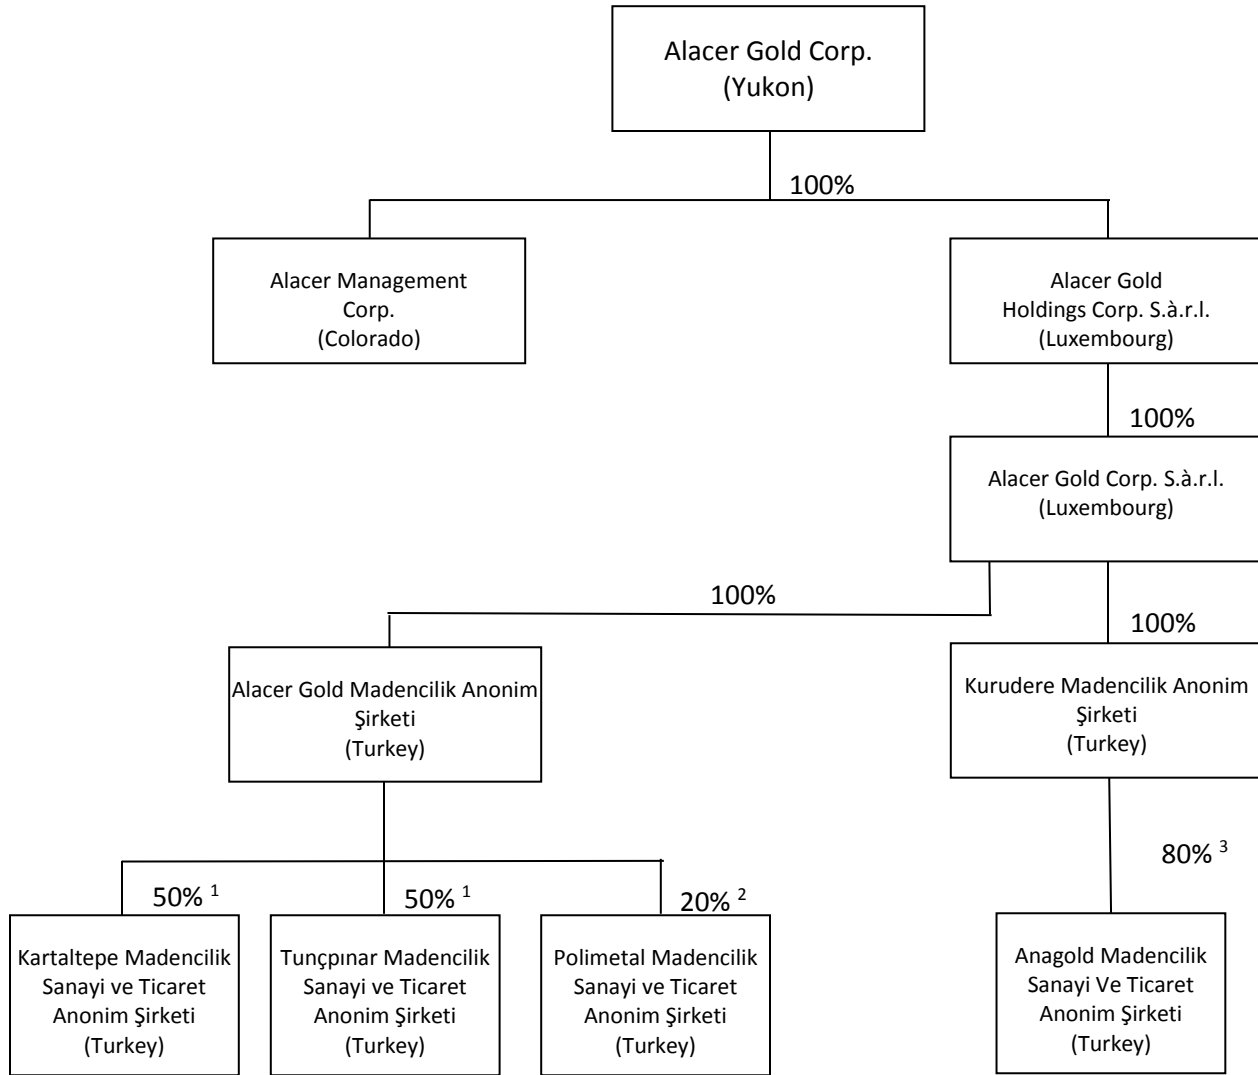 Alacer Gold Corp.
(Yukon)
100%
Alacer Management
Corp.
(Colorado)
Alacer Gold
Holdings Corp. S.à.r.l.
(Luxembourg)
100%
Alacer Gold Corp. S.à.r.l.
(Luxembourg)
100%
100%
Alacer Gold Madencilik Anonim
Şirketi
(Turkey)
Kurudere Madencilik Anonim
Şirketi
(Turkey)
80% 3
50% 1
50% 1
20% 2
Kartaltepe Madencilik
Sanayi ve Ticaret
Anonim Şirketi
(Turkey)
Tunçpınar Madencilik
Sanayi ve Ticaret
Anonim Şirketi
(Turkey)
Polimetal Madencilik
Sanayi ve Ticaret
Anonim Şirketi
(Turkey)
Anagold Madencilik
Sanayi Ve Ticaret
Anonim Şirketi
(Turkey)